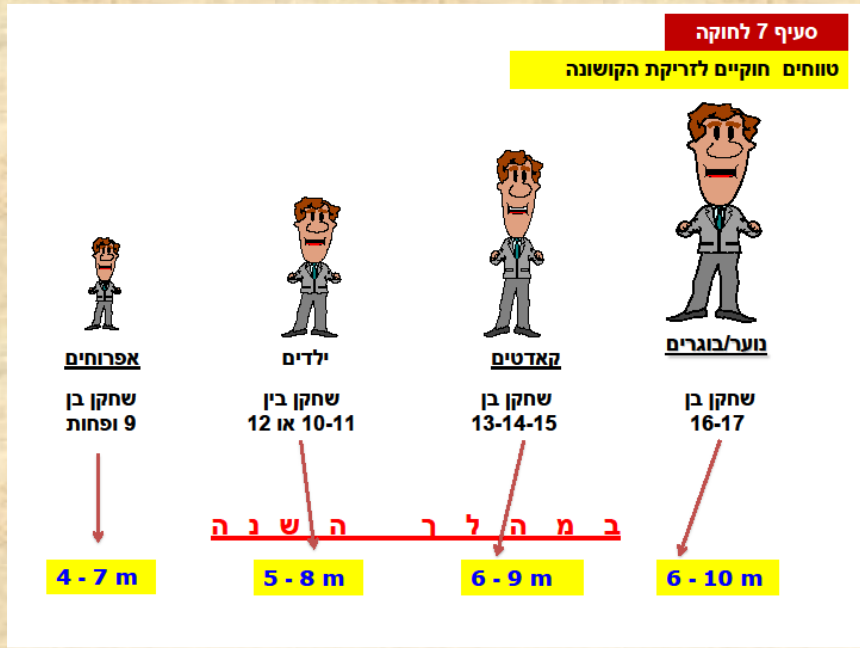 סעיף 7 לחוקה
טווחים חוקיים לזריקת הקושונה
נוער/בוגרים
שחקן בן
16-17
6 - 10 m
קאדטים
שחקן בן
13-14-15
6 - 9 m
ילדים
שחקן בין
10-11 או 12
5 - 8 m
אפרוחים
שחקן בן
9 ופחות
4 - 7 m
במהלך השנה